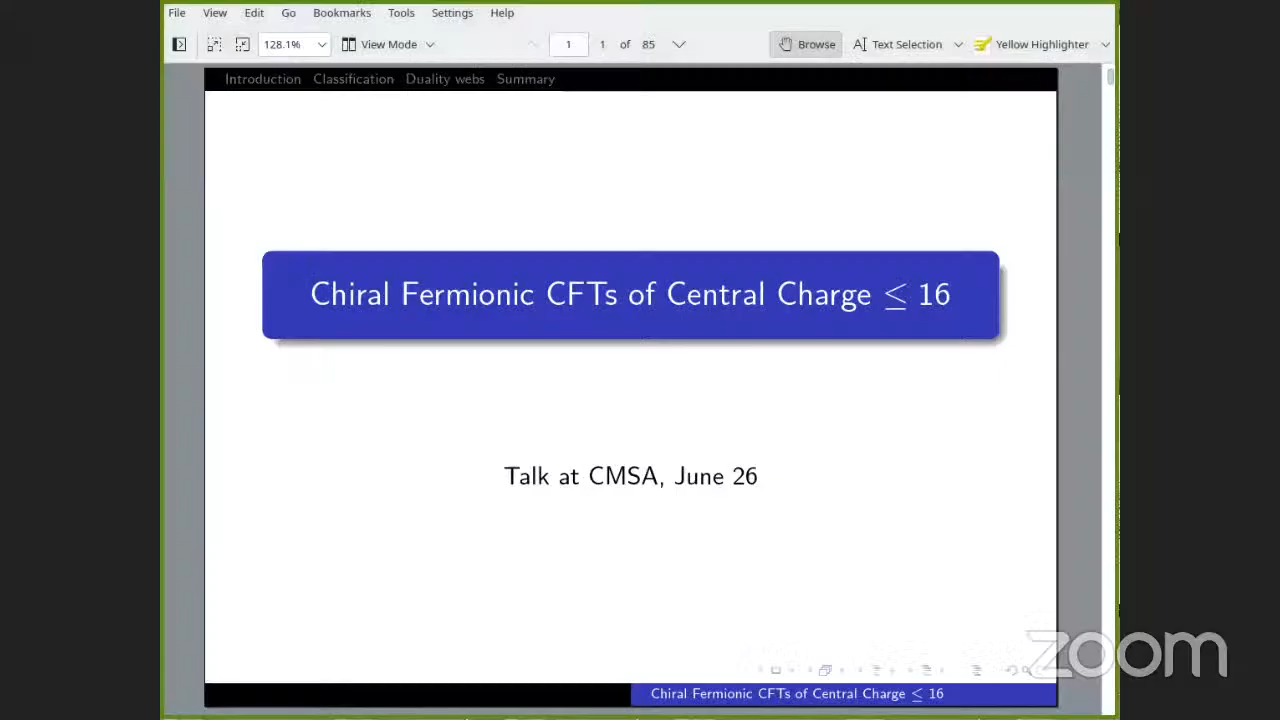 File View Edit Go Bookmarks Tools Settings Help
128.1% View Mode 1 1 of 85 Browse Text Selection Yellow Highlighter
Introduction Classification Duality webs Summary
Chiral Fermionic CFTs of Central Charge ≤ 16
Talk at CMSA, June 26
zoom
Chiral Fermionic CFTs of Central Charge ≤ 16